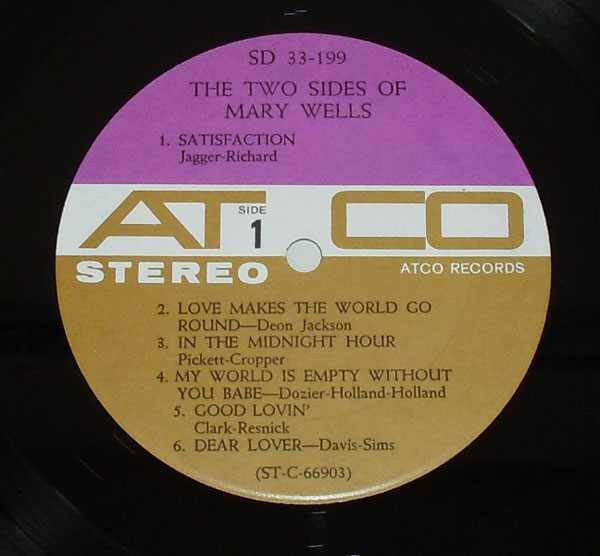 SD 33-199
THE TWO SIDES OF
MARY WELLS
1. SATISFACTION
Jagger-Richard
ATCO
SIDE
1
STEREO
ATCO RECORDS
2. LOVE MAKES THE WORLD GO
ROUND—Deon Jackson
3. IN THE MIDNIGHT HOUR
Pickett-Cropper
4. MY WORLD IS EMPTY WITHOUT
YOU BABE—Dozier-Holland-Holland
5. GOOD LOVIN'
Clark-Resnick
6. DEAR LOVER—Davis-Sims
(ST-C-66903)